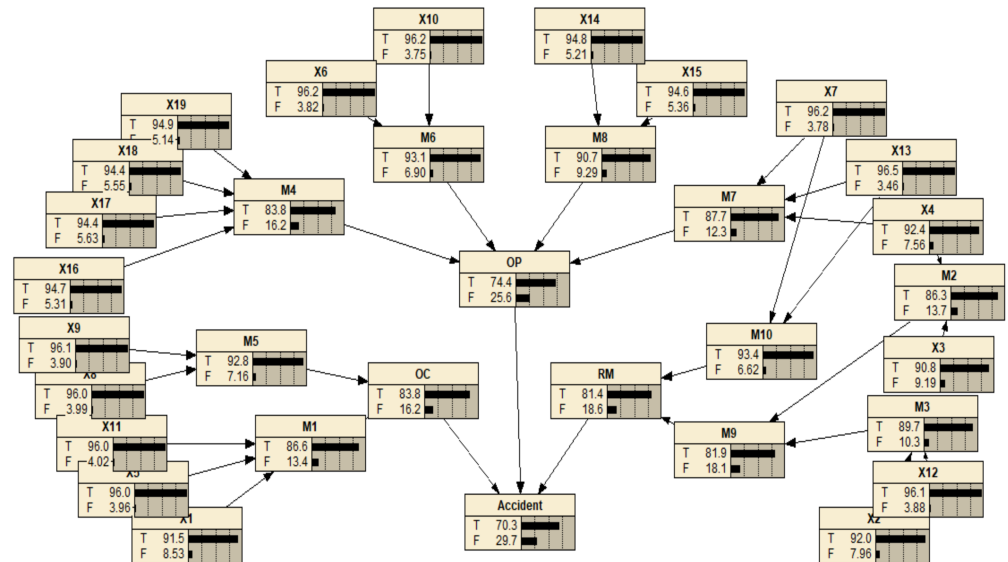 X10
T 96.2
F 3.75
X14
T 94.8
F 5.21
X6
T 96.2
F 3.82
X15
T 94.6
F 5.36
X7
T 96.2
F 3.78
X19
T 94.9
F 5.14
M6
T 93.1
F 6.90
M8
T 90.7
F 9.29
X13
T 96.5
F 3.46
X18
T 94.4
F 5.55
M4
T 83.8
F 16.2
M7
T 87.7
F 12.3
X17
T 94.4
F 5.63
X4
T 92.4
F 7.56
X16
T 94.7
F 5.31
OP
T 74.4
F 25.6
M2
T 86.3
F 13.7
X9
T 96.1
F 3.90
M5
T 92.8
F 7.16
M10
T 93.4
F 6.62
X3
T 90.8
F 9.19
X8
T 96.0
F 3.99
OC
T 83.8
F 16.2
RM
T 81.4
F 18.6
X11
T 96.0
F 4.02
M1
T 86.6
F 13.4
M9
T 81.9
F 18.1
M3
T 89.7
F 10.3
X5
T 96.0
F 3.96
X12
T 96.1
F 3.88
Accident
T 70.3
F 29.7
X1
T 91.5
F 8.53
X2
T 92.0
F 7.96